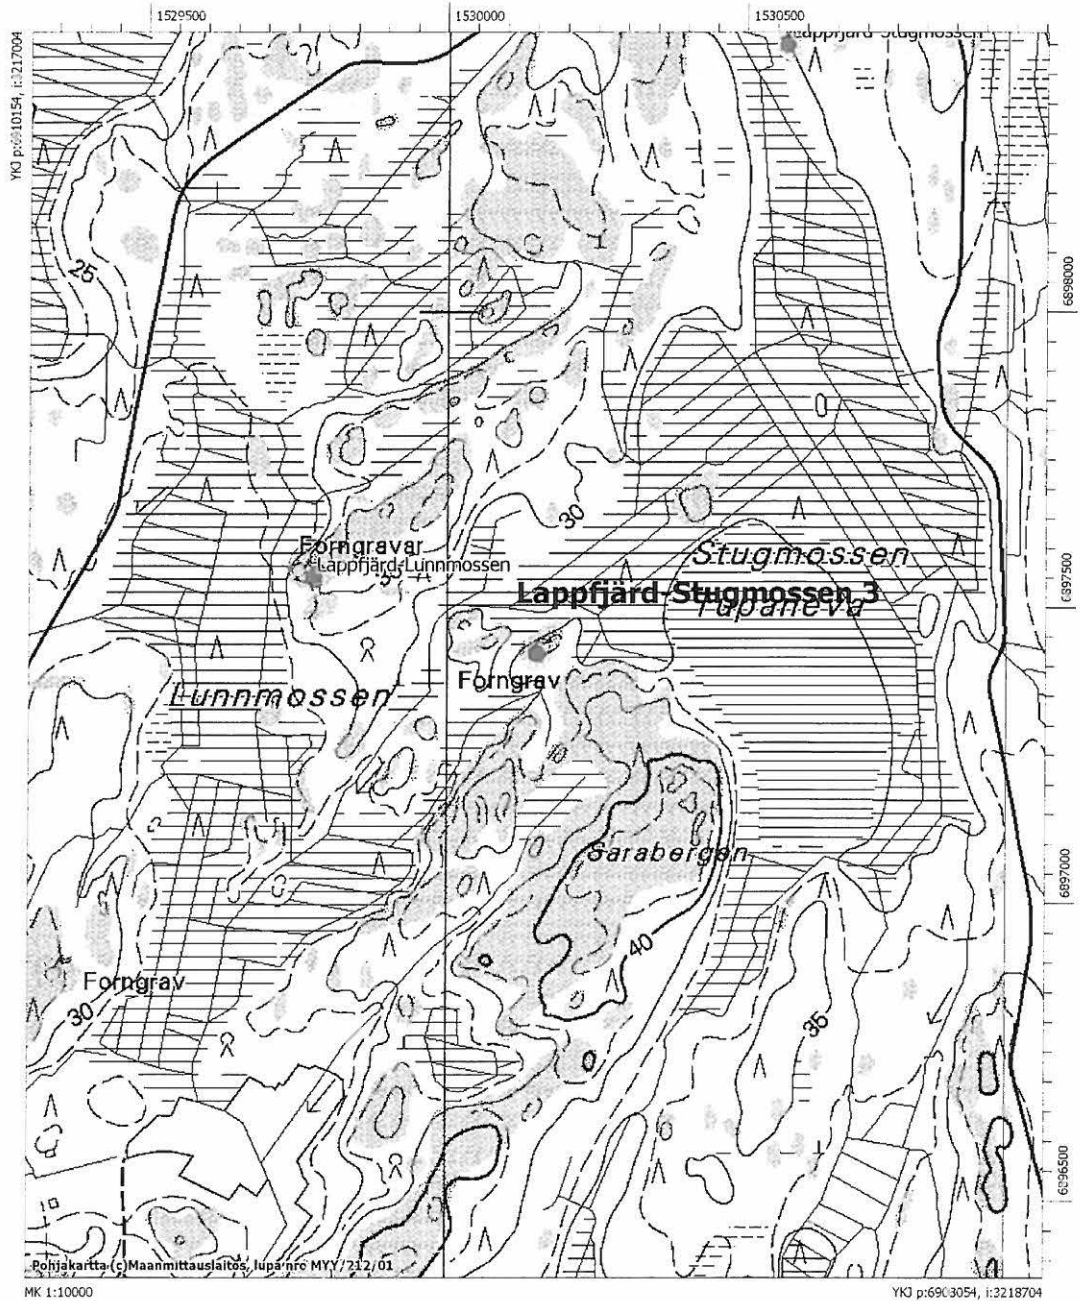 1529500
1530000
1530500
YKJ p:6910154, i:3217004
Lappfjärd-Stugmossen
25
6898000
30
Forngravar
Lappfjärd-Lunnmossen
Stugmossen
6897500
Lappfjärd-Stugmossen 3
Tupaneva
Forngrav
Lunnmossen
Sarabergen
6897000
40
Forngrav
30
35
6896500
Pohjakartta (c) Maanmittauslaitos, lupa nro MYY/212/01
MK 1:10000
YKJ p:6908054, i:3218704